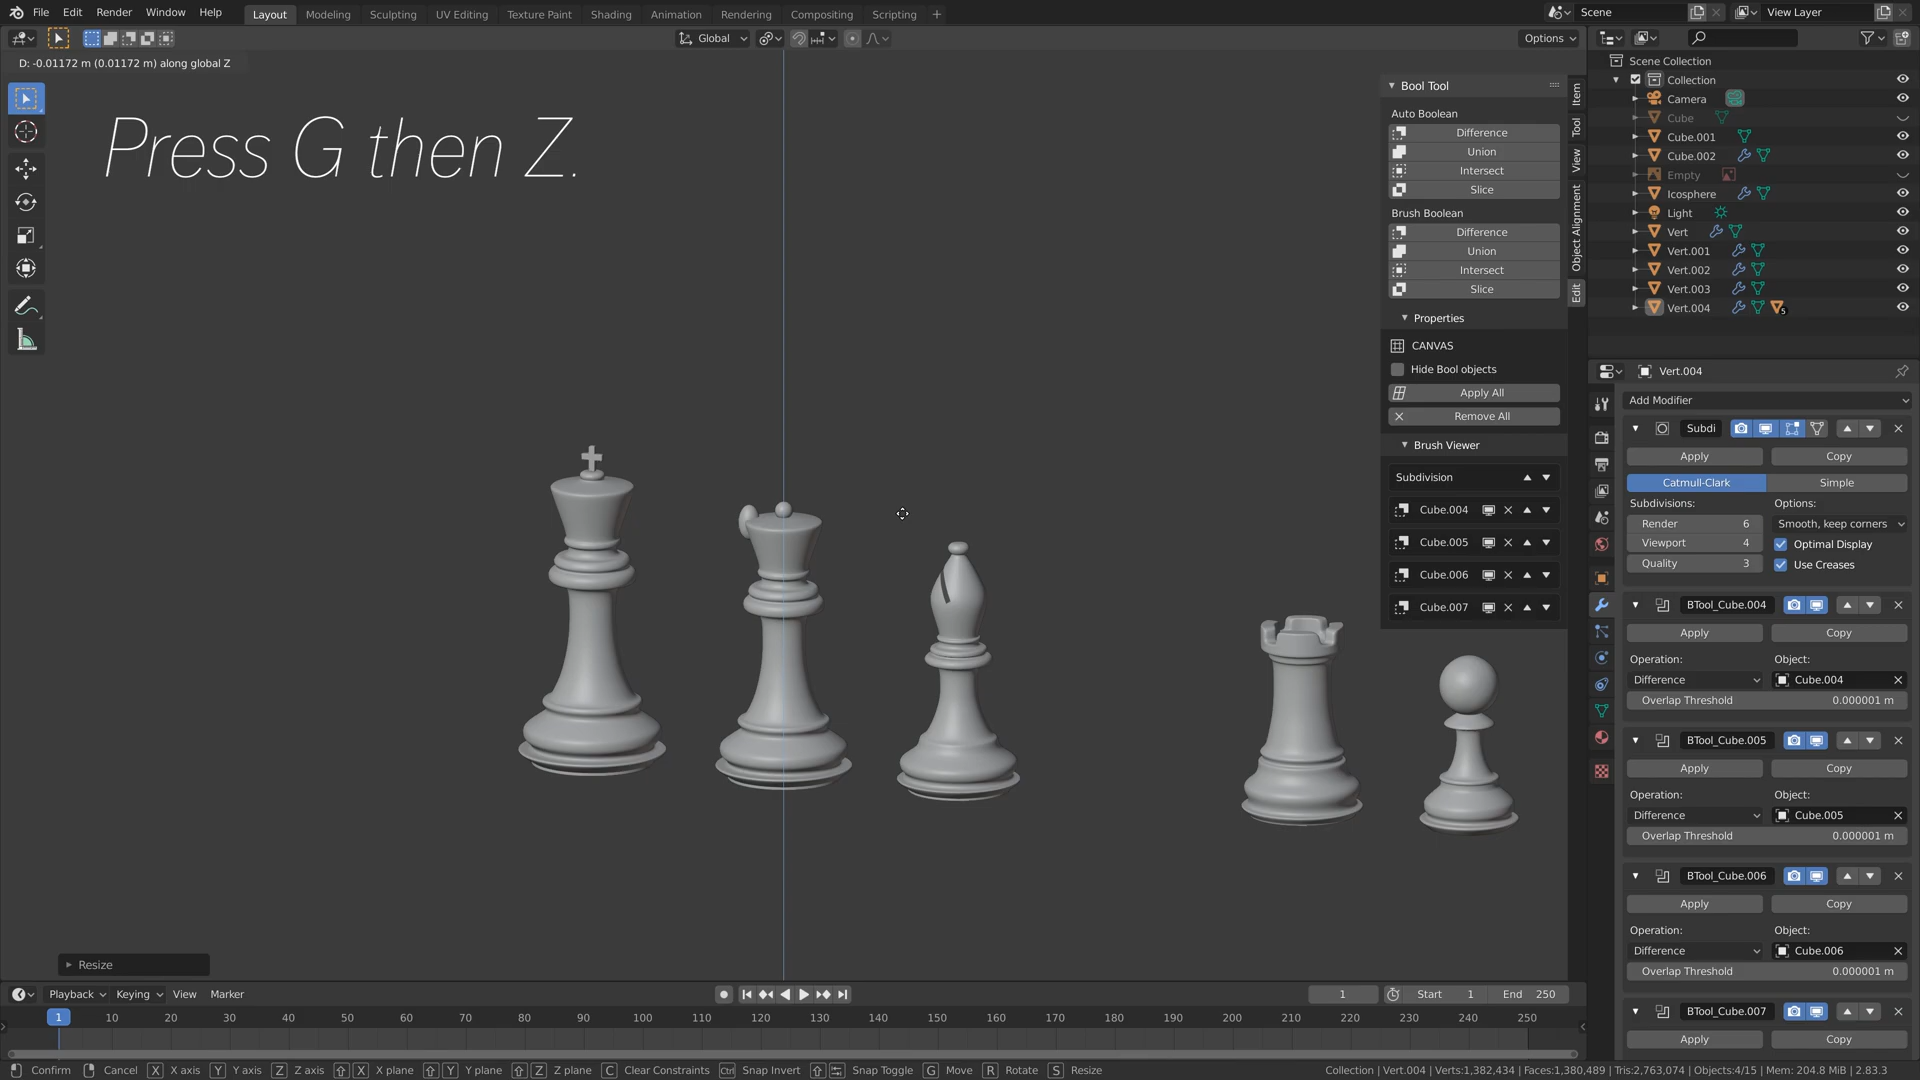 File Edit Render Window Help Layout Modeling Sculpting UV Editing Texture Paint Shading Animation Rendering Compositing Scripting + Scene View Layer
Global Options
D: -0.01172 m (0.01172 m) along global Z
Press G then Z.
Bool Tool
Auto Boolean
Difference
Union
Intersect
Slice
Brush Boolean
Difference
Union
Intersect
Slice
Properties
CANVAS
Hide Bool objects
Apply All
Remove All
Brush Viewer
Subdivision
Cube.004
Cube.005
Cube.006
Cube.007
Item
Tool
View
Object Alignment
Edit
Scene Collection
Collection
Camera
Cube
Cube.001
Cube.002
Empty
Icosphere
Light
Vert
Vert.001
Vert.002
Vert.003
Vert.004 5
Vert.004
Add Modifier
Subdi
Apply Copy
Catmull-Clark Simple
Subdivisions: Options:
Render 6 Smooth, keep corners
Viewport 4 Optimal Display
Quality 3 Use Creases
BTool_Cube.004
Apply Copy
Operation: Object:
Difference Cube.004
Overlap Threshold 0.000001 m
BTool_Cube.005
Apply Copy
Operation: Object:
Difference Cube.005
Overlap Threshold 0.000001 m
BTool_Cube.006
Apply Copy
Operation: Object:
Difference Cube.006
Overlap Threshold 0.000001 m
BTool_Cube.007
Apply Copy
Resize
Playback Keying View Marker 1 Start 1 End 250
1 10 20 30 40 50 60 70 80 90 100 110 120 130 140 150 160 170 180 190 200 210 220 230 240 250
Confirm Cancel X X axis Y Y axis Z Z axis X X plane Y Y plane Z Z plane C Clear Constraints Ctrl Snap Invert Snap Toggle G Move R Rotate S Resize Collection | Vert.004 | Verts:1,382,434 | Faces:1,380,489 | Tris:2,763,074 | Objects:4/15 | Mem: 204.8 MiB | 2.83.3